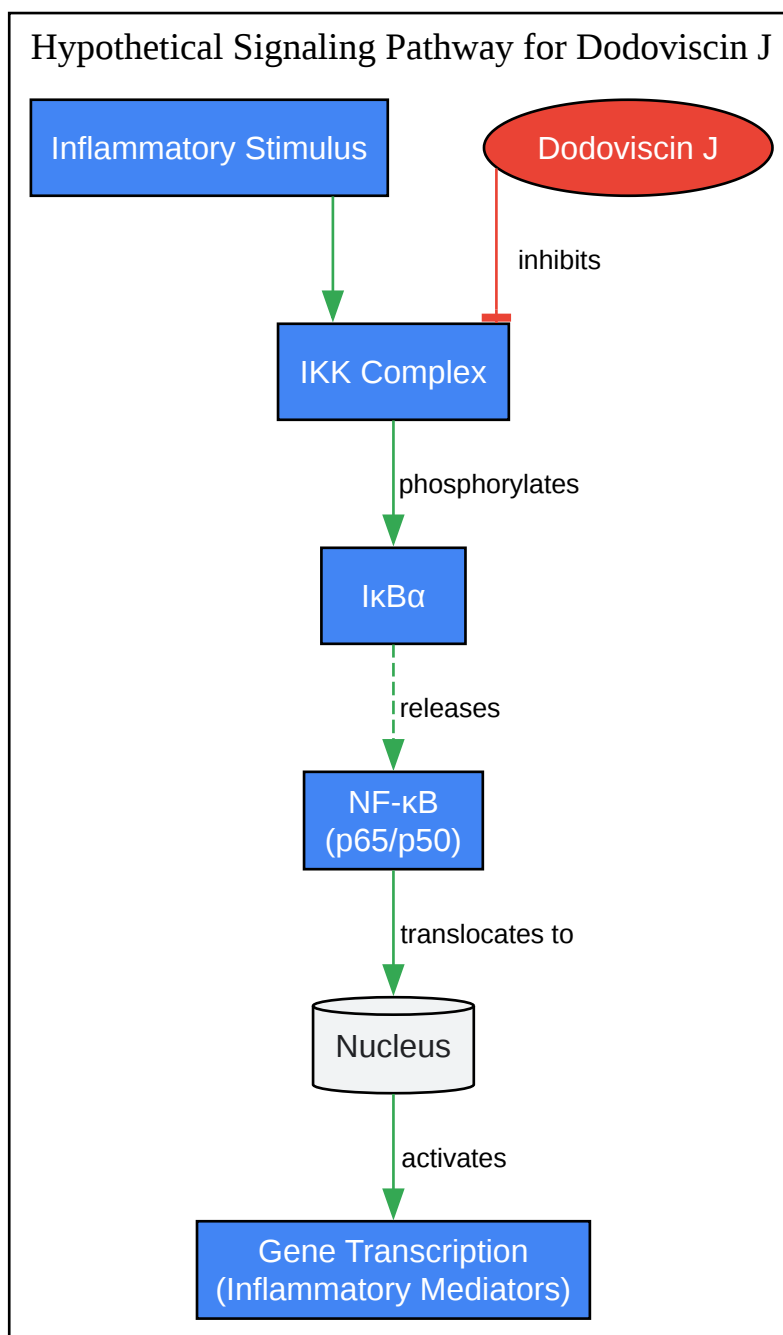 Hypothetical Signaling Pathway for Dodoviscin J
Inflammatory Stimulus
Dodoviscin J
inhibits
IKK Complex
phosphorylates
IκBα
releases
NF-κB
(p65/p50)
translocates to
Nucleus
activates
Gene Transcription
(Inflammatory Mediators)